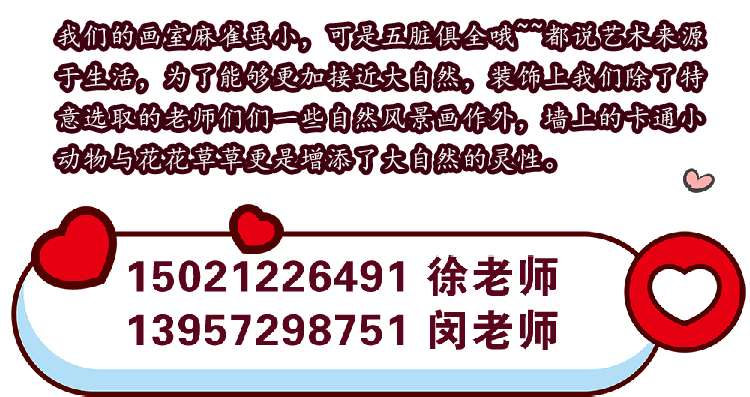 我们的画室麻雀虽小，可是五脏俱全哦~~都说艺术来源
于生活，为了能够更加接近大自然，装饰上我们除了特
意选取的老师们们一些自然风景画作外，墙上的卡通小
动物与花花草草更是增添了大自然的灵性。
15021226491 徐老师
13957298751 闵老师